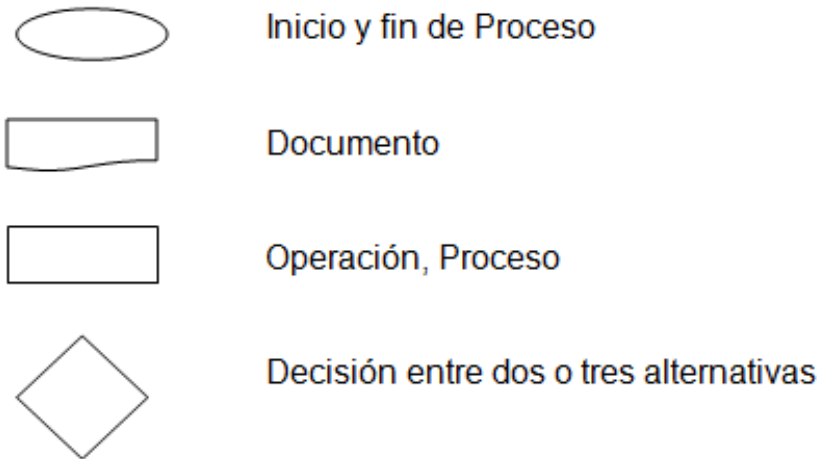 Inicio y fin de Proceso
Documento
Operación, Proceso
Decisión entre dos o tres alternativas